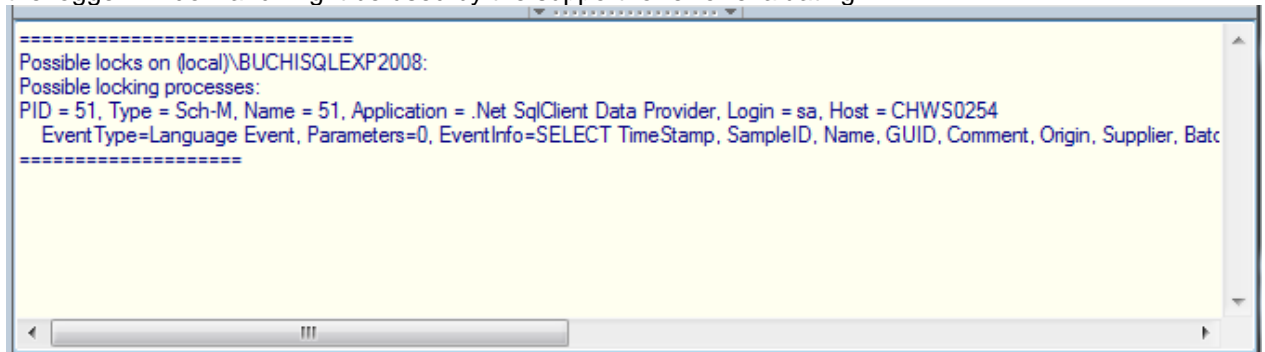 ==============================
Possible locks on (local)\BUCHISQLEXP2008:
Possible locking processes:
PID = 51, Type = Sch-M, Name = 51, Application = .Net SqlClient Data Provider, Login = sa, Host = CHWS0254
EventType=Language Event, Parameters=0, EventInfo=SELECT TimeStamp, SampleID, Name, GUID, Comment, Origin, Supplier, Batc
====================